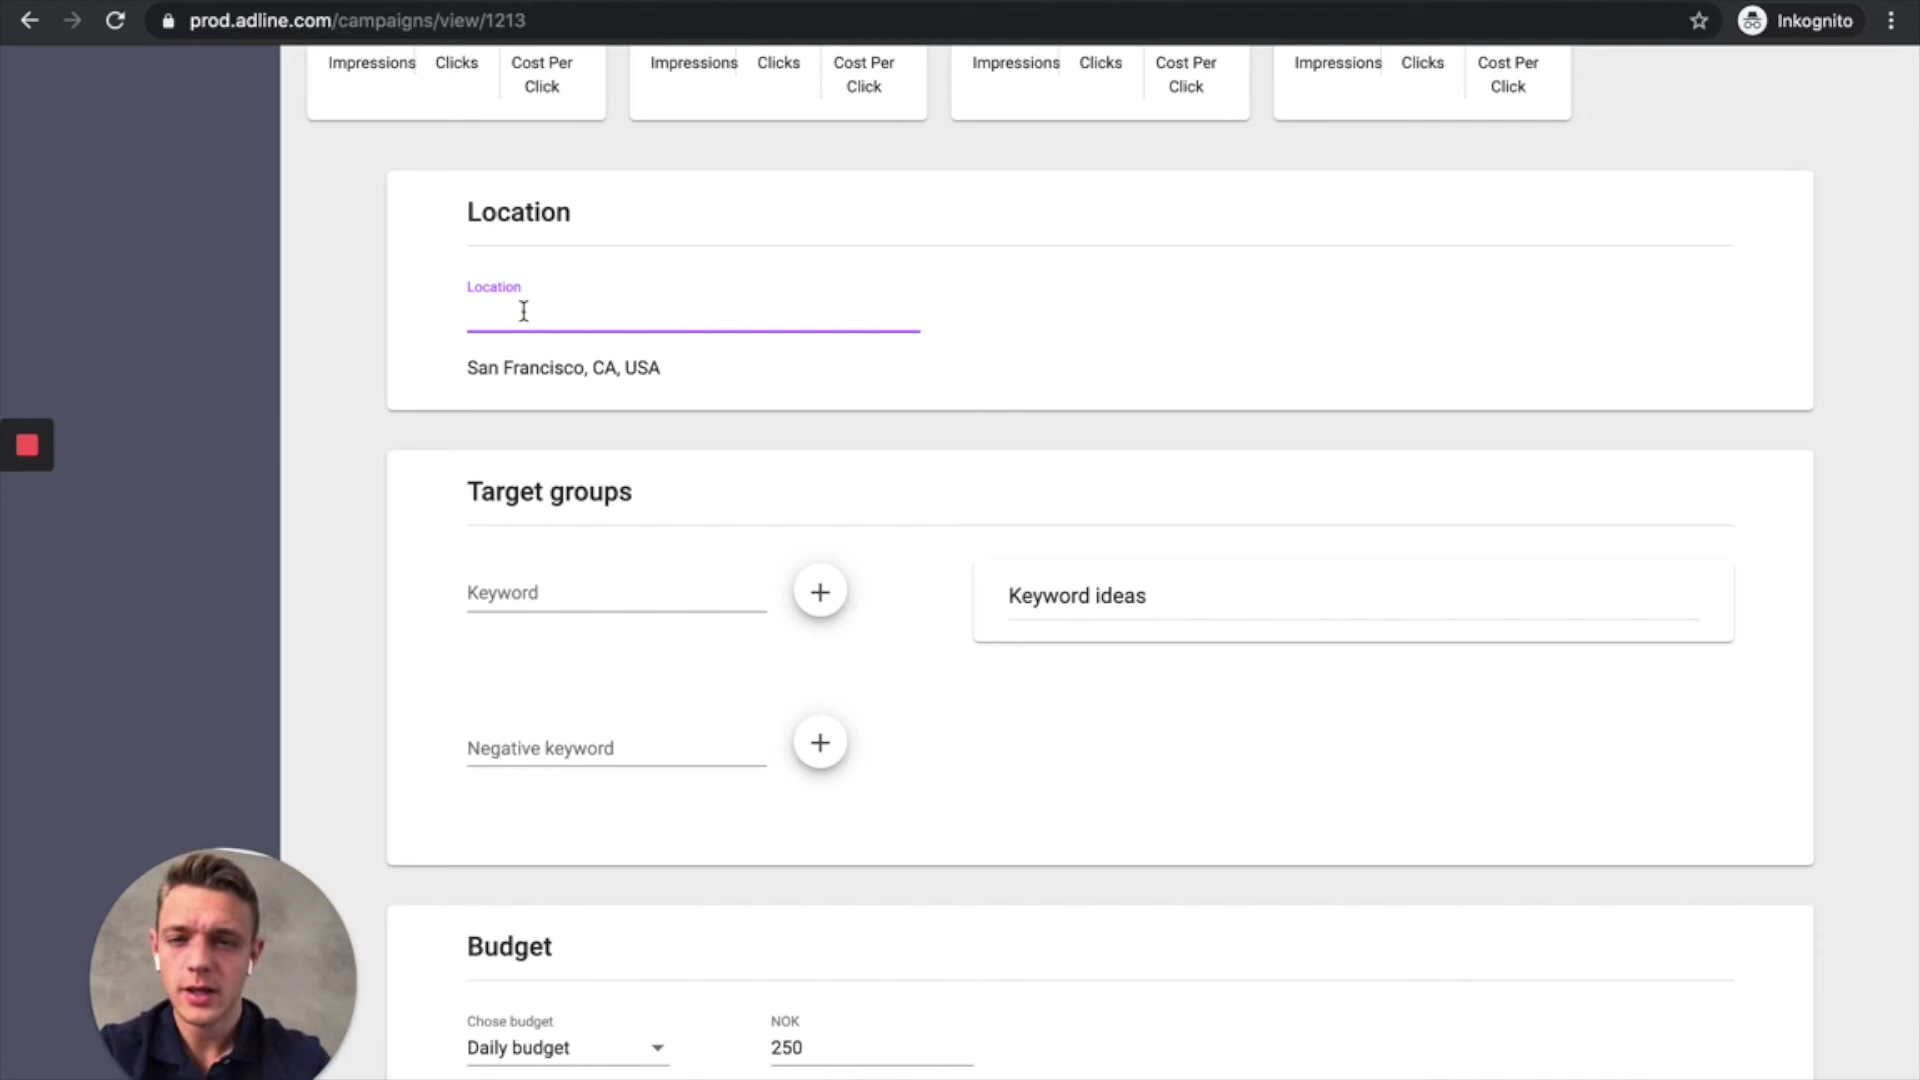 prod.adline.com/campaigns/view/1213
Inkognito
Impressions Clicks Cost Per Click
Impressions Clicks Cost Per Click
Impressions Clicks Cost Per Click
Impressions Clicks Cost Per Click
Location
Location
San Francisco, CA, USA
Target groups
Keyword
Keyword ideas
Negative keyword
Budget
Chose budget
Daily budget
NOK
250